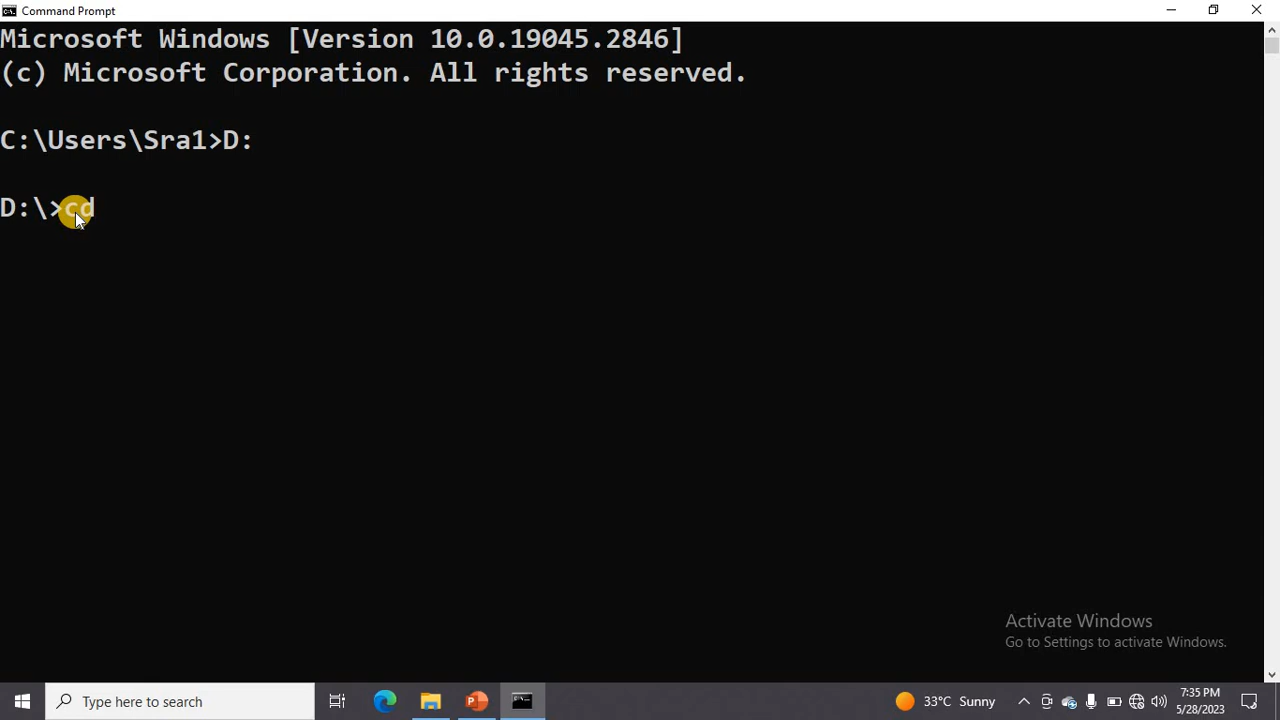 Command Prompt
Microsoft Windows [Version 10.0.19045.2846]
(c) Microsoft Corporation. All rights reserved.
C:\Users\Sra1>D:
D:\>cd
Activate Windows
Go to Settings to activate Windows.
Type here to search
33°C Sunny
7:35 PM
5/28/2023